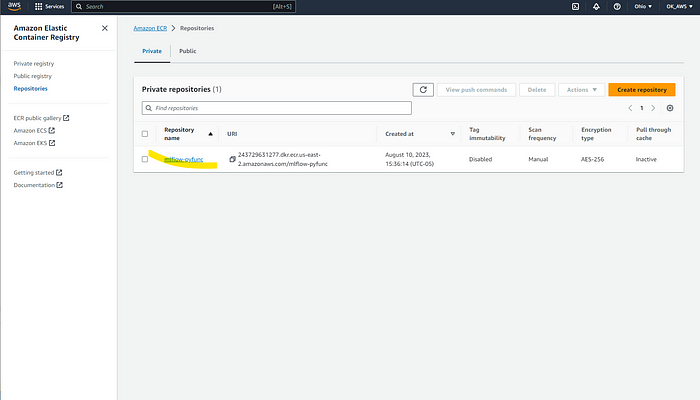 aws
Services
Search
[Alt+S]
Ohio
OK_AWS
Amazon Elastic
Container Registry
Private registry
Public registry
Repositories
ECR public gallery
Amazon ECS
Amazon EKS
Getting started
Documentation
Amazon ECR > Repositories
Private
Public
Private repositories (1)
View push commands
Delete
Actions
Create repository
Find repositories
1
Repository
name
URI
Created at
Tag
immutability
Scan
frequency
Encryption
type
Pull through
cache
mlflow-pyfunc
243729631277.dkr.ecr.us-east-
2.amazonaws.com/mlflow-pyfunc
August 10, 2023,
15:36:14 (UTC-05)
Disabled
Manual
AES-256
Inactive